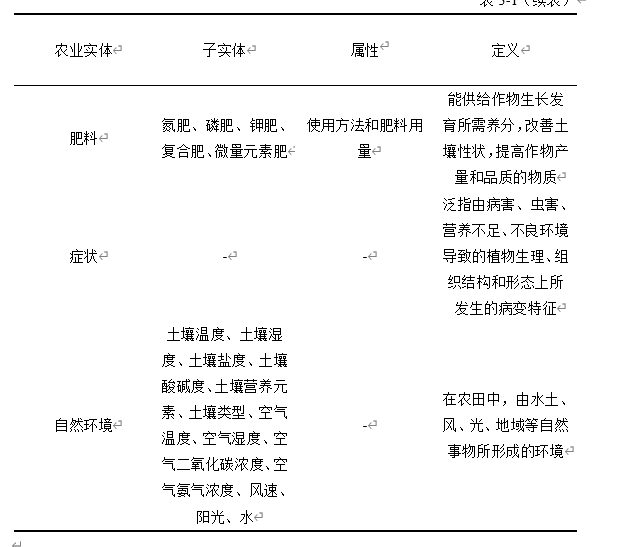 表 3-1（续表）
农业实体 子实体 属性 定义
能供给作物生长发
氮肥、磷肥、钾肥、 使用方法和肥料用 育所需养分,改善土
肥料
复合肥、微量元素肥 量 壤性状,提高作物产
量和品质的物质
泛指由病害、虫害、
营养不足、不良环境
症状 - - 导致的植物生理、组
织结构和形态上所
发生的病变特征
土壤温度、土壤湿
度、土壤盐度、土壤
酸碱度、土壤营养元
素、土壤类型、空气 在农田中，由水土、
自然环境 温度、空气湿度、空 - 风、光、地域等自然
气二氧化碳浓度、空 事物所形成的环境
气氨气浓度、风速、
阳光、水